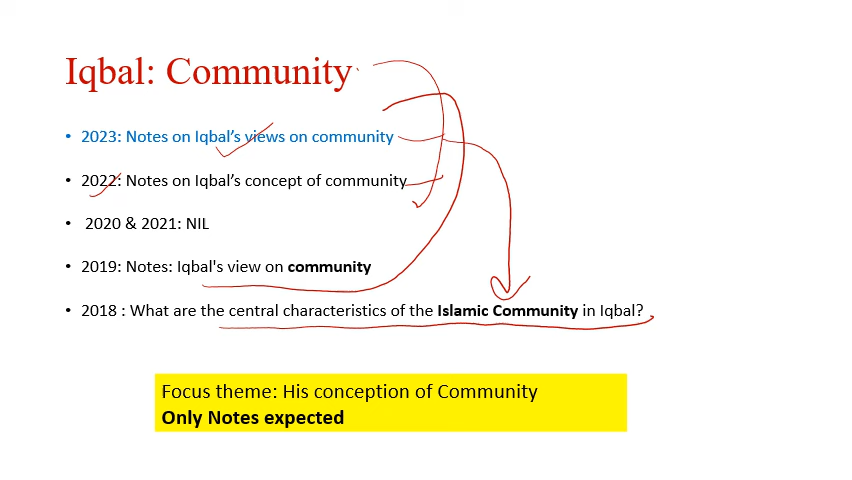 Iqbal: Community
• 2023: Notes on Iqbal's views on community
• 2022: Notes on Iqbal's concept of community
• 2020 & 2021: NIL
• 2019: Notes: Iqbal's view on community
• 2018 : What are the central characteristics of the Islamic Community in Iqbal?
Focus theme: His conception of Community
Only Notes expected